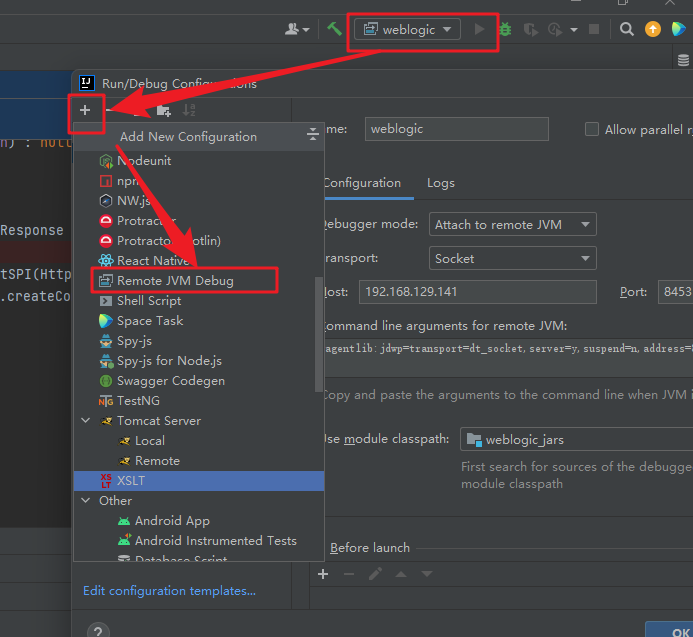 weblogic
Run/Debug Configurations
n) : null
Add New Configuration
Nodeunit
npm
NW.js
Protractor
Protractor (Kotlin)
React Native
Remote JVM Debug
Shell Script
Space Task
Spy-js
Spy-js for Node.js
Swagger Codegen
TestNG
Tomcat Server
Local
Remote
XSLT
Other
Android App
Android Instrumented Tests
Database Script
Edit configuration templates...
?
Response
tSPI(Http
.createCo
me:
weblogic
Allow parallel r
Configuration
Logs
Debugger mode:
Attach to remote JVM
Transport:
Socket
Host:
192.168.129.141
Port:
8453
Command line arguments for remote JVM:
agentlib:jdwp=transport=dt_socket,server=y,suspend=n,address=
Copy and paste the arguments to the command line when JVM i
Use module classpath:
weblogic_jars
First search for sources of the debugge
module classpath
Before launch
OK